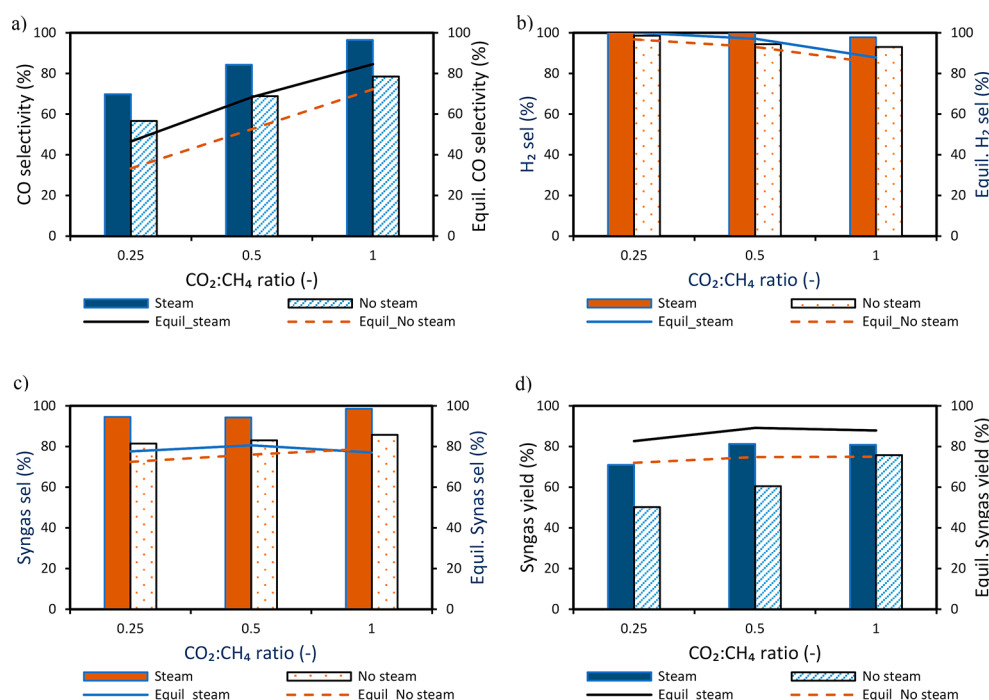 a)
CO selectivity (%)
100
80
60
40
20
0
100
80
60
40
20
0
Equil. CO selectivity (%)
0.25 0.5 1
CO₂:CH₄ ratio (-)
Steam No steam
Equil_steam Equil_No steam
b)
H₂ sel (%)
100
80
60
40
20
0
100
80
60
40
20
0
Equil. H₂ sel (%)
0.25 0.5 1
CO₂:CH₄ ratio (-)
Steam No steam
Equil_steam Equil_No steam
c)
Syngas sel (%)
100
80
60
40
20
0
100
80
60
40
20
0
Equil. Synas sel (%)
0.25 0.5 1
CO₂:CH₄ ratio (-)
Steam No steam
Equil_steam Equil_No steam
d)
Syngas yield (%)
100
80
60
40
20
0
100
80
60
40
20
0
Equil. Syngas yield (%)
0.25 0.5 1
CO₂:CH₄ ratio (-)
Steam No steam
Equil_steam Equil_No steam